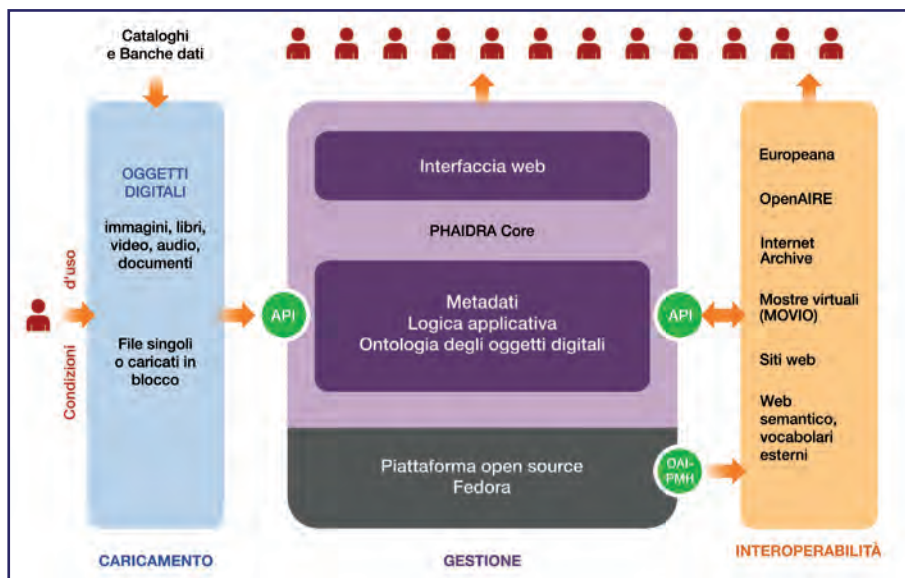 Cataloghi
e Banche dati
OGGETTI
DIGITALI
immagini, libri,
video, audio,
documenti
File singoli
o caricati in
blocco
Condizioni d'uso
CARICAMENTO
API
Interfaccia web
PHAIDRA Core
Metadati
Logica applicativa
Ontologia degli oggetti digitali
API
Piattaforma open source
Fedora
OAI-
PMH
GESTIONE
Europeana
OpenAIRE
Internet
Archive
Mostre virtuali
(MOVIO)
Siti web
Web
semantico,
vocabolari
esterni
INTEROPERABILITÀ